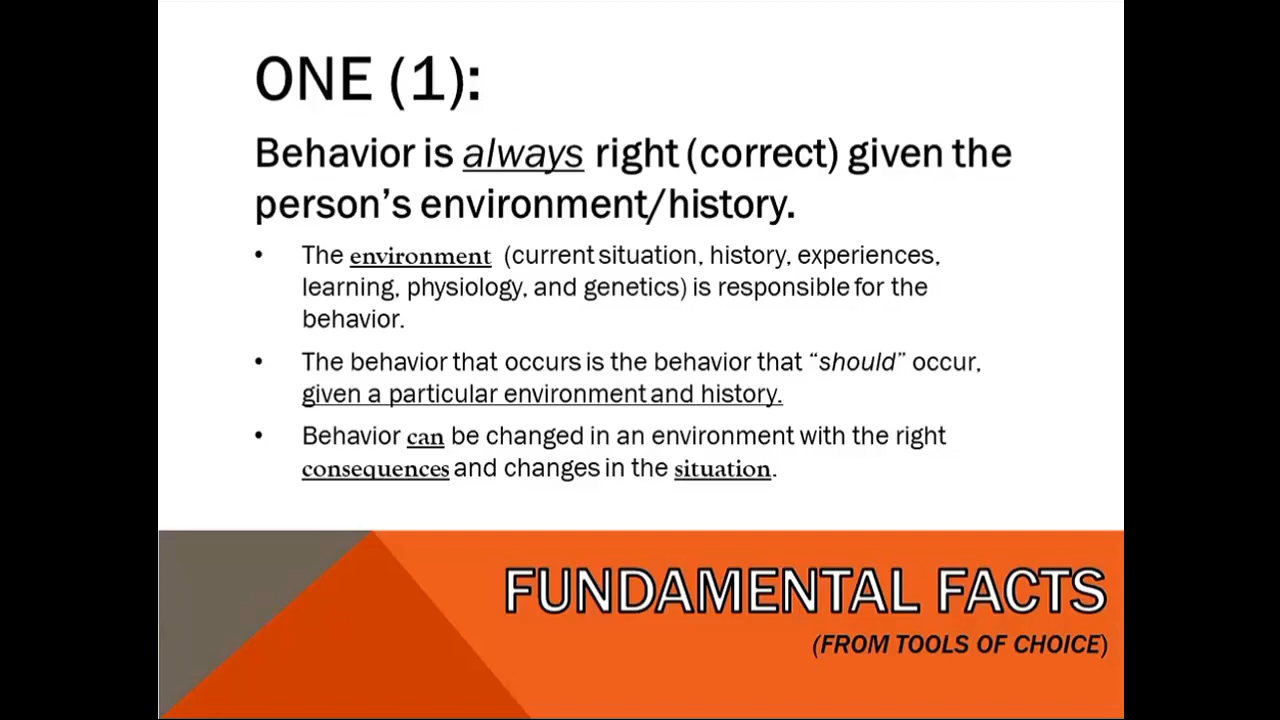 ONE (1):
Behavior is always right (correct) given the
person’s environment/history.
• The environment (current situation, history, experiences,
learning, physiology, and genetics) is responsible for the
behavior.
• The behavior that occurs is the behavior that “should” occur,
given a particular environment and history.
• Behavior can be changed in an environment with the right
consequences and changes in the situation.
FUNDAMENTAL FACTS
(FROM TOOLS OF CHOICE)